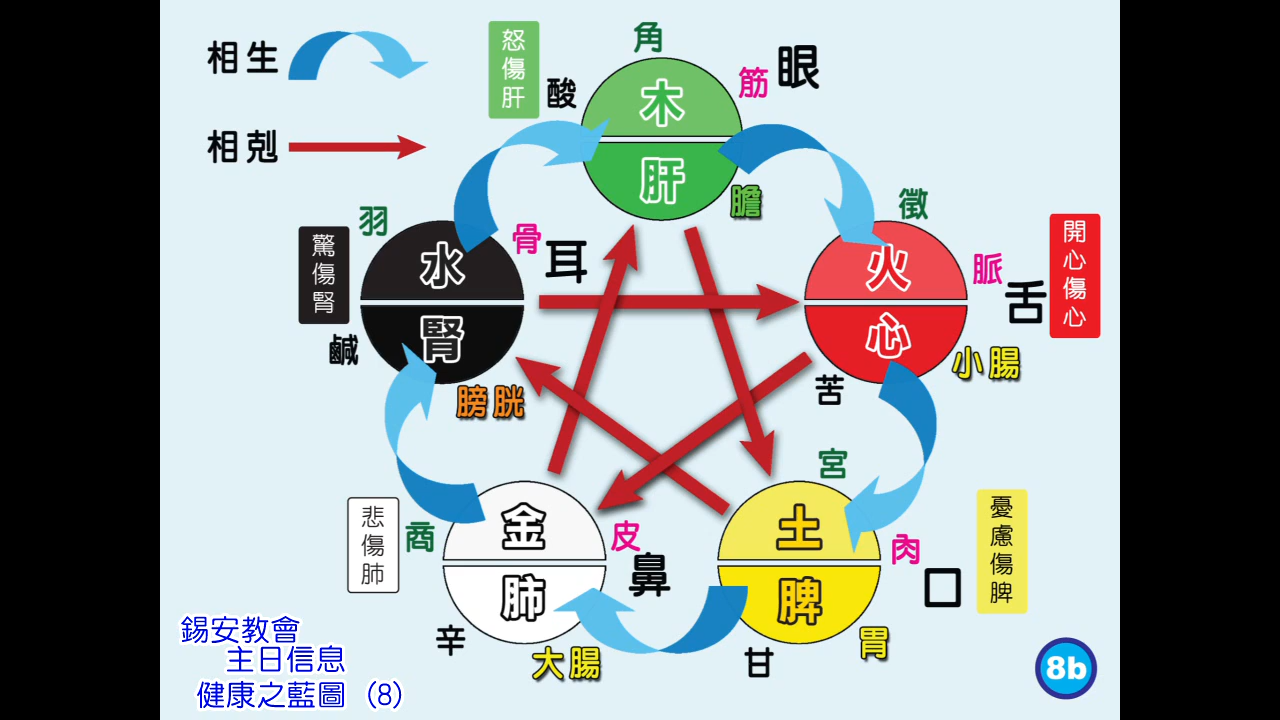 相生
相剋
怒傷肝
酸
角
木
肝
筋
眼
膽
徵
火
心
脈
舌
開心傷心
小腸
苦
宮
土
脾
肉
口
憂慮傷脾
胃
甘
皮
鼻
金
肺
商
悲傷肺
辛
大腸
羽
水
腎
骨
耳
驚傷腎
鹹
膀胱
錫安教會
主日信息
健康之藍圖 (8)
8b